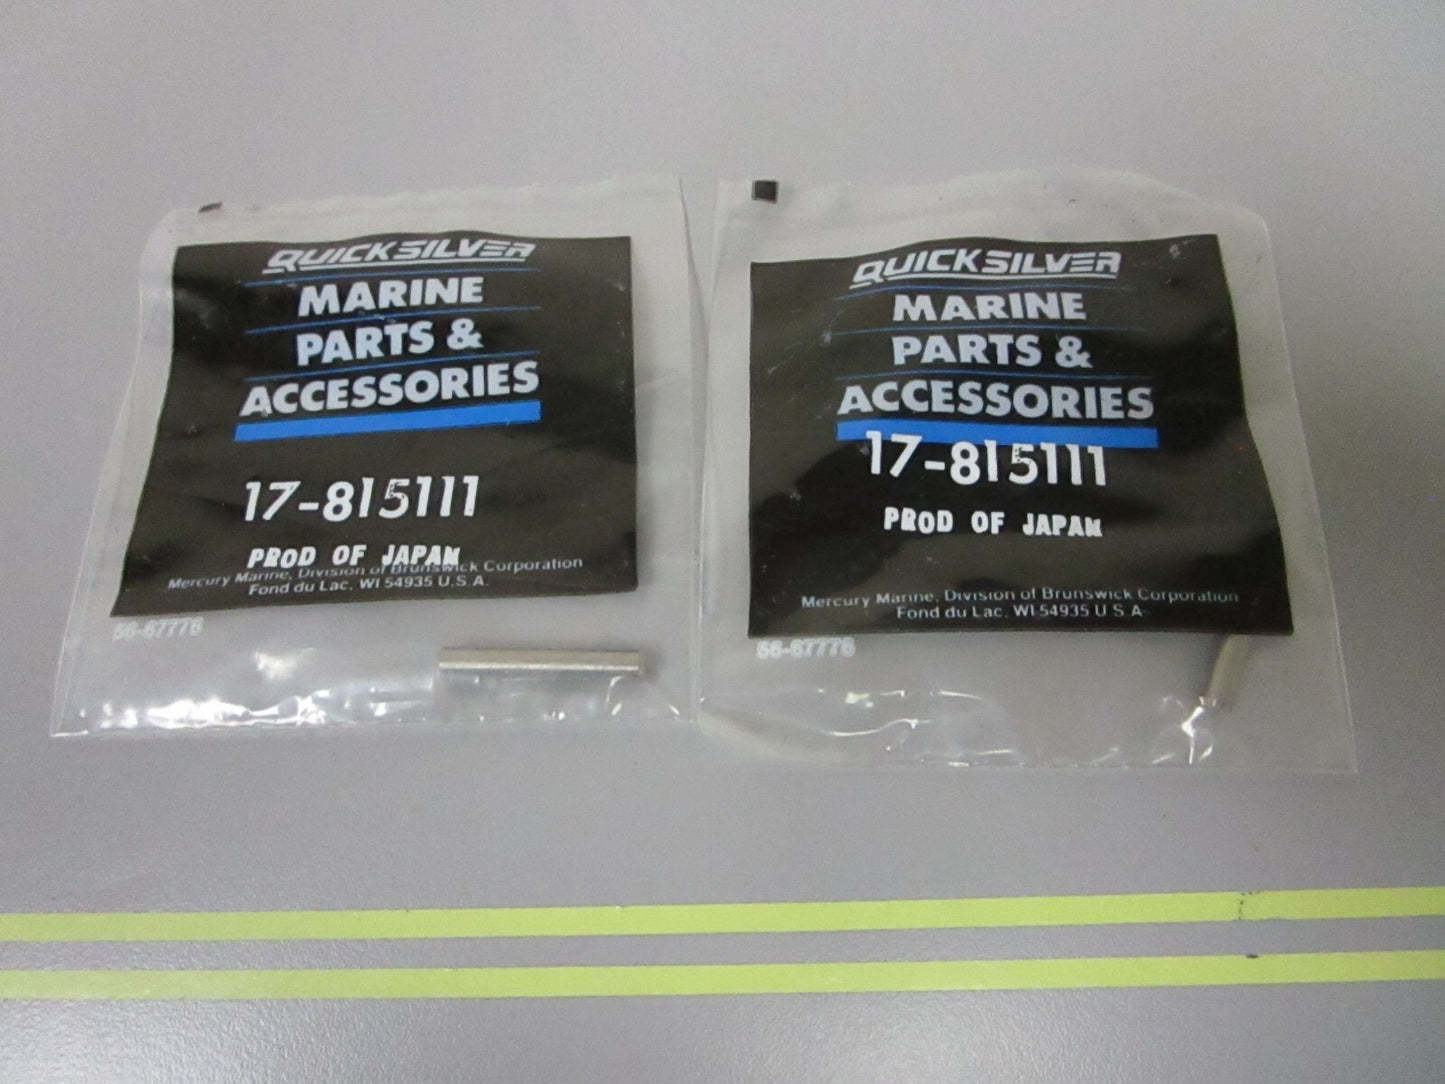 QUICKSILVER
MARINE
PARTS &
ACCESSORIES
17-815111
PROD OF JAPAN
Mercury Marine, Division of Brunswick Corporation
Fond du Lac, WI 54935 U.S.A.
56-67776
QUICKSILVER
MARINE
PARTS &
ACCESSORIES
17-815111
PROD OF JAPAN
Mercury Marine, Division of Brunswick Corporation
Fond du Lac, WI 54935 U S A
56-67776